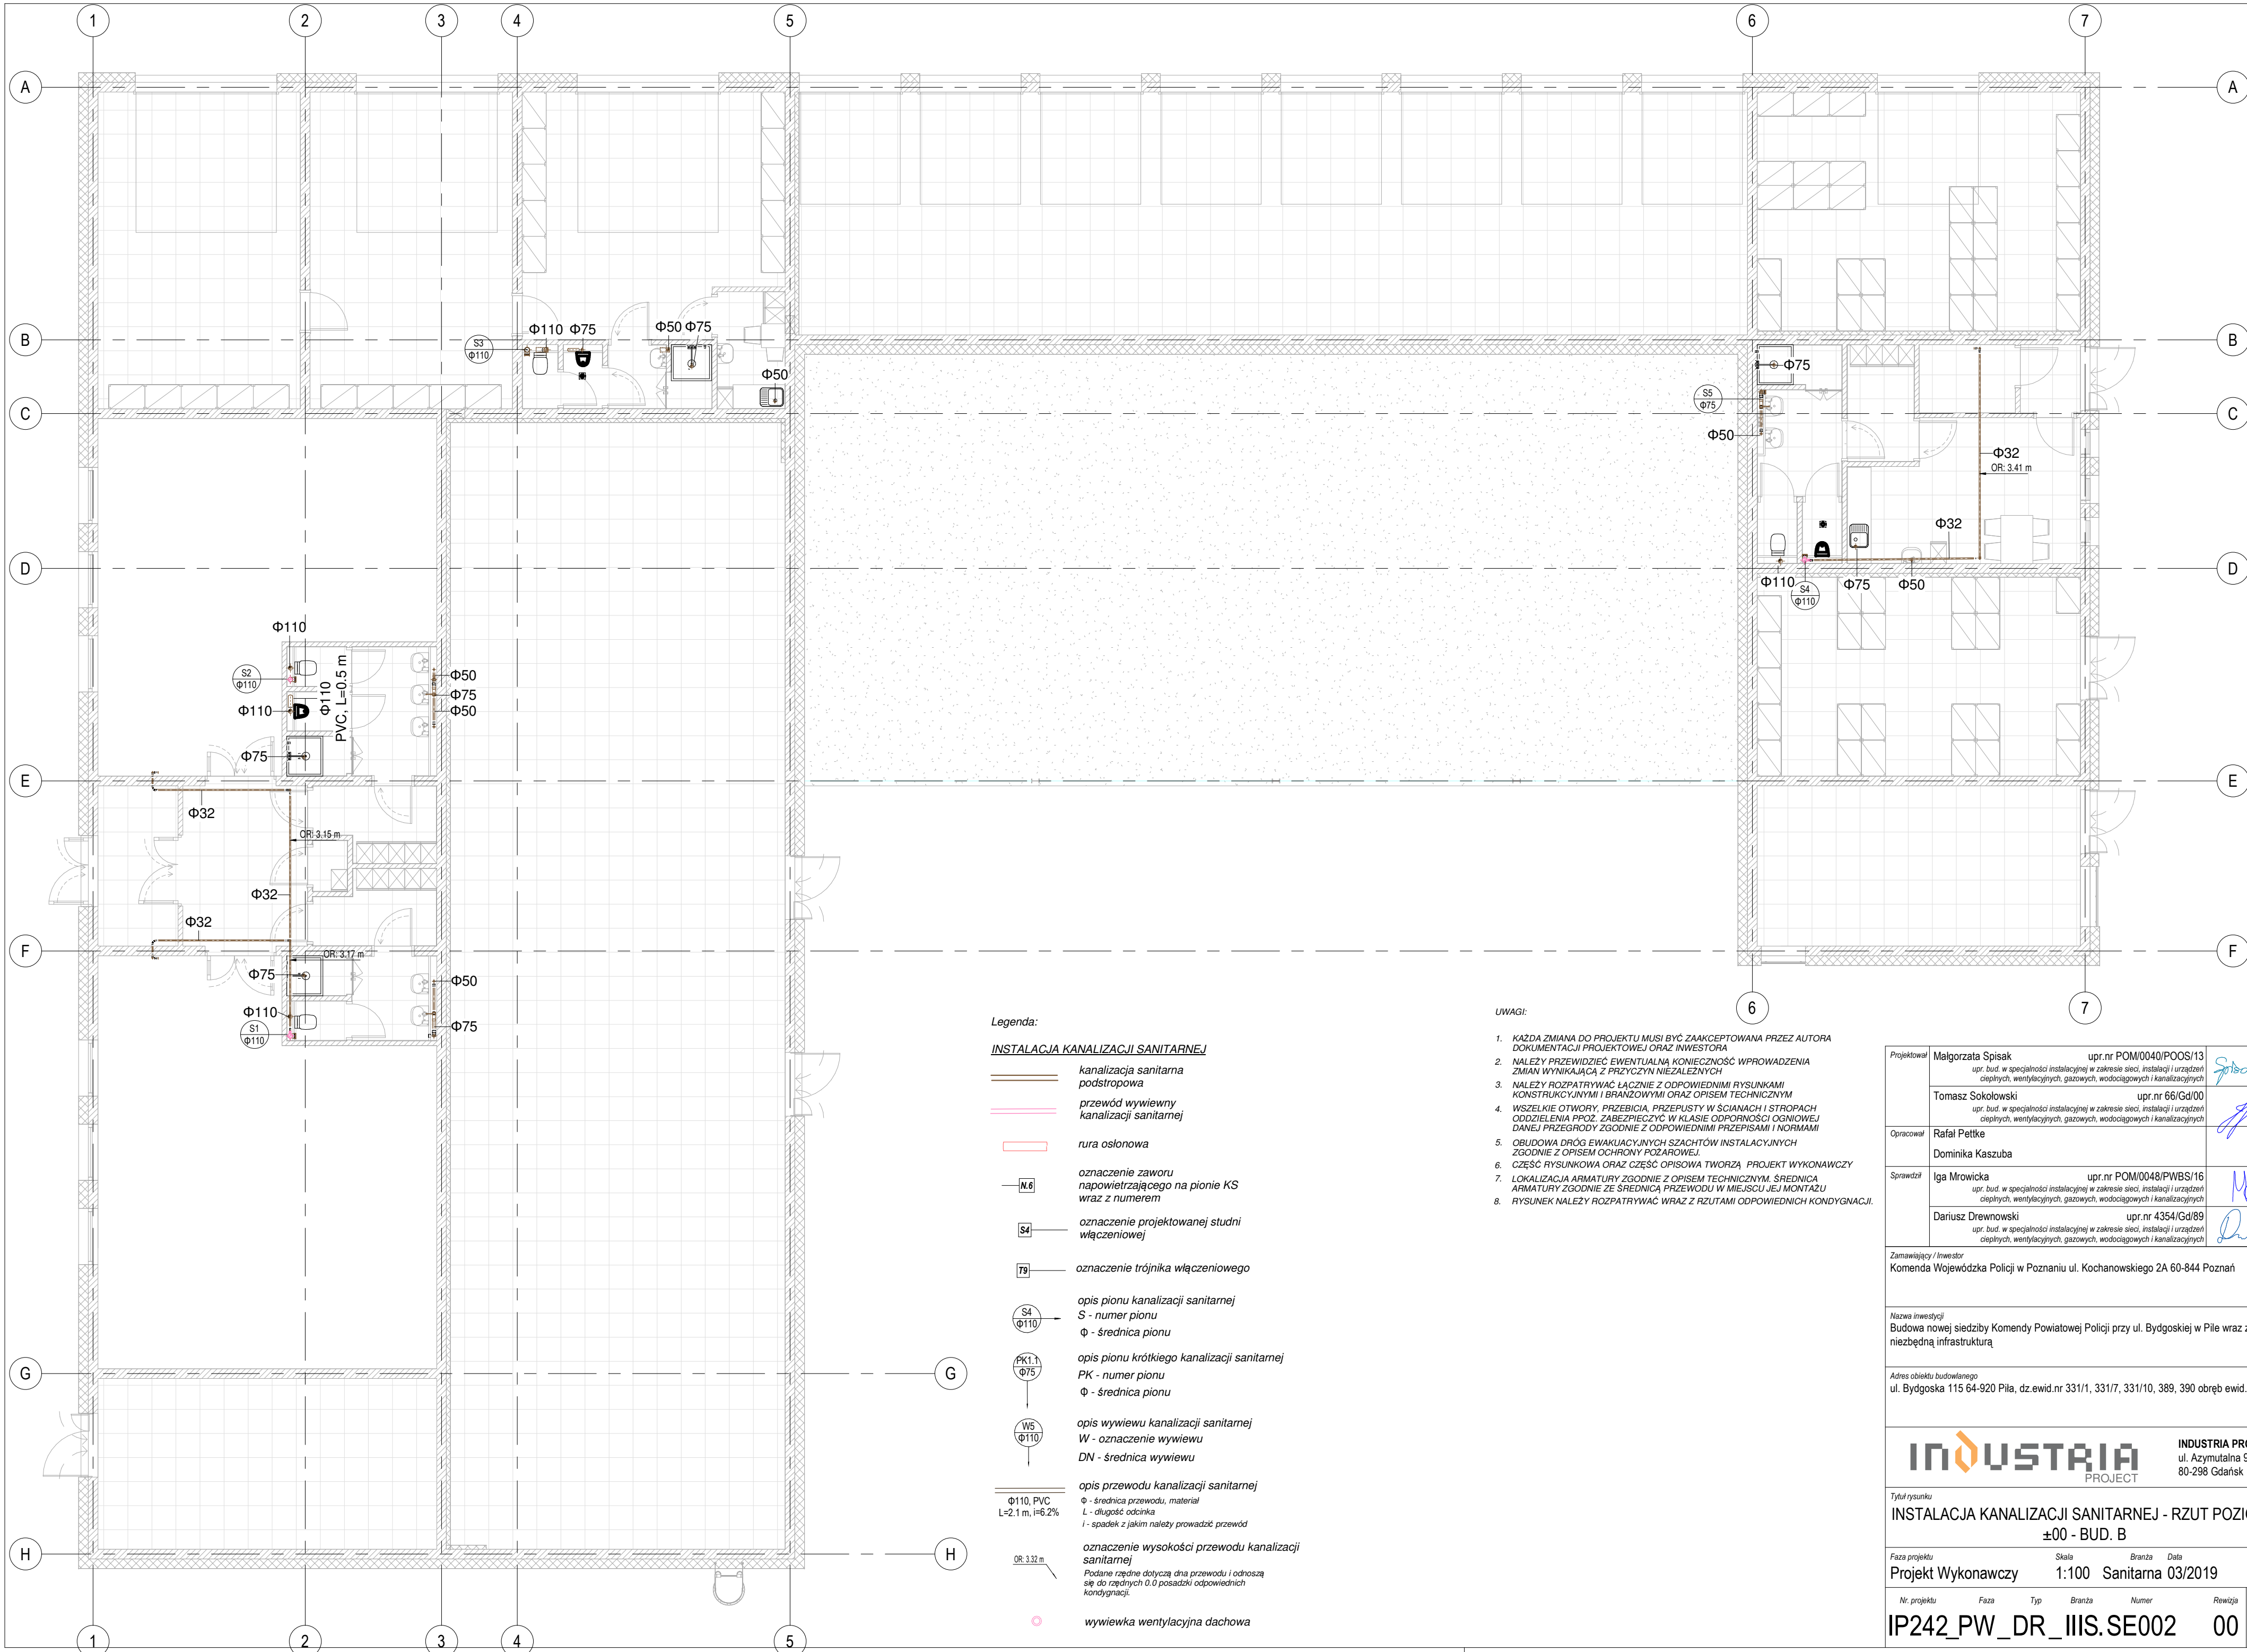 1
2
3
4
5
6
7
A
A
B
B
S3
Φ110
Φ110
Φ75
Φ50
Φ75
Φ50
Φ75
C
C
S5
Φ75
Φ50
Φ32
OR: 3.41 m
Φ32
D
D
Φ110
S4
Φ110
Φ75
Φ50
Φ110
S2
Φ110
Φ110
PVC, L=0.5 m
Φ110
Φ75
Φ50
Φ75
Φ50
E
E
Φ32
OR: 3.15 m
Φ32
Φ32
F
F
OR: 3.17 m
Φ75
Φ110
S1
Φ110
Φ50
Φ75
6
7
G
G
H
H
1
2
3
4
5
Legenda:
INSTALACJA KANALIZACJI SANITARNEJ
kanalizacja sanitarna
podstropowa
przewód wywiewny
kanalizacji sanitarnej
rura osłonowa
N.6
oznaczenie zaworu
napowietrzającego na pionie KS
wraz z numerem
S4
oznaczenie projektowanej studni
włączeniowej
T9
oznaczenie trójnika włączeniowego
S4
Φ110
opis pionu kanalizacji sanitarnej
S - numer pionu
Φ - średnica pionu
PK1.1
Φ75
opis pionu krótkiego kanalizacji sanitarnej
PK - numer pionu
Φ - średnica pionu
W5
Φ110
opis wywiewu kanalizacji sanitarnej
W - oznaczenie wywiewu
DN - średnica wywiewu
Φ110, PVC
L=2.1 m, i=6.2%
opis przewodu kanalizacji sanitarnej
Φ - średnica przewodu, materiał
L - długość odcinka
i - spadek z jakim należy prowadzić przewód
OR: 3.32 m
oznaczenie wysokości przewodu kanalizacji
sanitarnej
Podane rzędne dotyczą dna przewodu i odnoszą
się do rzędnych 0.0 posadzki odpowiednich
kondygnacji.
wywiewka wentylacyjna dachowa
UWAGI:
1. KAŻDA ZMIANA DO PROJEKTU MUSI BYĆ ZAAKCEPTOWANA PRZEZ AUTORA
DOKUMENTACJI PROJEKTOWEJ ORAZ INWESTORA
2. NALEŻY PRZEWIDZIEĆ EWENTUALNĄ KONIECZNOŚĆ WPROWADZENIA
ZMIAN WYNIKAJĄCĄ Z PRZYCZYN NIEZALEŻNYCH
3. NALEŻY ROZPATRYWAĆ ŁĄCZNIE Z ODPOWIEDNIMI RYSUNKAMI
KONSTRUKCYJNYMI I BRANŻOWYMI ORAZ OPISEM TECHNICZNYM
4. WSZELKIE OTWORY, PRZEBICIA, PRZEPUSTY W ŚCIANACH I STROPACH
ODDZIELENIA PPOŻ. ZABEZPIECZYĆ W KLASIE ODPORNOŚCI OGNIOWEJ
DANEJ PRZEGRODY ZGODNIE Z ODPOWIEDNIMI PRZEPISAMI I NORMAMI
5. OBUDOWA DRÓG EWAKUACYJNYCH SZACHTÓW INSTALACYJNYCH
ZGODNIE Z OPISEM OCHRONY POŻAROWEJ.
6. CZĘŚĆ RYSUNKOWA ORAZ CZĘŚĆ OPISOWA TWORZĄ PROJEKT WYKONAWCZY
7. LOKALIZACJA ARMATURY ZGODNIE Z OPISEM TECHNICZNYM. ŚREDNICA
ARMATURY ZGODNIE ZE ŚREDNICĄ PRZEWODU W MIEJSCU JEJ MONTAŻU
8. RYSUNEK NALEŻY ROZPATRYWAĆ WRAZ Z RZUTAMI ODPOWIEDNICH KONDYGNACJI.
Projektował Małgorzata Spisak upr.nr POM/0040/POOS/13
upr. bud. w specjalności instalacyjnej w zakresie sieci, instalacji i urządzeń
cieplnych, wentylacyjnych, gazowych, wodociągowych i kanalizacyjnych
Tomasz Sokołowski upr.nr 66/Gd/00
upr. bud. w specjalności instalacyjnej w zakresie sieci, instalacji i urządzeń
cieplnych, wentylacyjnych, gazowych, wodociągowych i kanalizacyjnych
Opracował Rafał Pettke
Dominika Kaszuba
Sprawdził Iga Mrowicka upr.nr POM/0048/PWBS/16
upr. bud. w specjalności instalacyjnej w zakresie sieci, instalacji i urządzeń
cieplnych, wentylacyjnych, gazowych, wodociągowych i kanalizacyjnych
Dariusz Drewnowski upr.nr 4354/Gd/89
upr. bud. w specjalności instalacyjnej w zakresie sieci, instalacji i urządzeń
cieplnych, wentylacyjnych, gazowych, wodociągowych i kanalizacyjnych
Zamawiający / Inwestor
Komenda Wojewódzka Policji w Poznaniu ul. Kochanowskiego 2A 60-844 Poznań
Nazwa inwestycji
Budowa nowej siedziby Komendy Powiatowej Policji przy ul. Bydgoskiej w Pile wraz z
niezbędną infrastrukturą
Adres obiektu budowlanego
ul. Bydgoska 115 64-920 Piła, dz.ewid.nr 331/1, 331/7, 331/10, 389, 390 obręb ewid.
INDUSTRIA
PROJECT
INDUSTRIA PRO
ul. Azymutalna 9
80-298 Gdańsk
Tytuł rysunku
INSTALACJA KANALIZACJI SANITARNEJ - RZUT POZI
±00 - BUD. B
Faza projektu Skala Branża Data
Projekt Wykonawczy 1:100 Sanitarna 03/2019
Nr. projektu Faza Typ Branża Numer Rewizja
IP242_PW_DR_IIIS.SE002 00